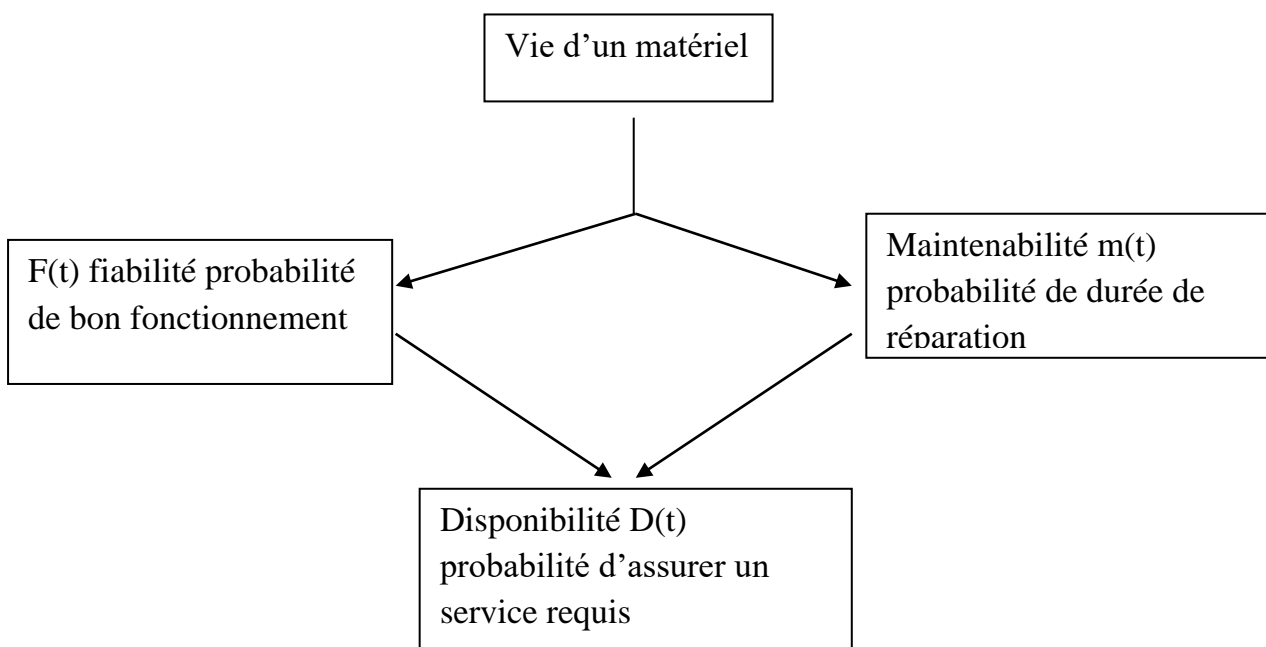 Vie d’un matériel
F(t) fiabilité probabilité
de bon fonctionnement
Maintenabilité m(t)
probabilité de durée de
réparation
Disponibilité D(t)
probabilité d’assurer un
service requis